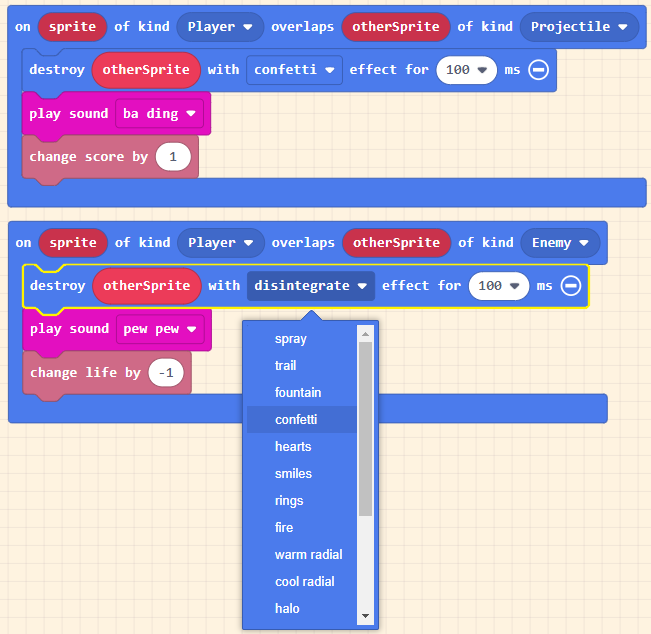 on sprite of kind Player overlaps otherSprite of kind Projectile
destroy otherSprite with confetti effect for 100 ms
play sound ba ding
change score by 1
on sprite of kind Player overlaps otherSprite of kind Enemy
destroy otherSprite with disintegrate effect for 100 ms
play sound pew pew
change life by -1
spray
trail
fountain
confetti
hearts
smiles
rings
fire
warm radial
cool radial
halo